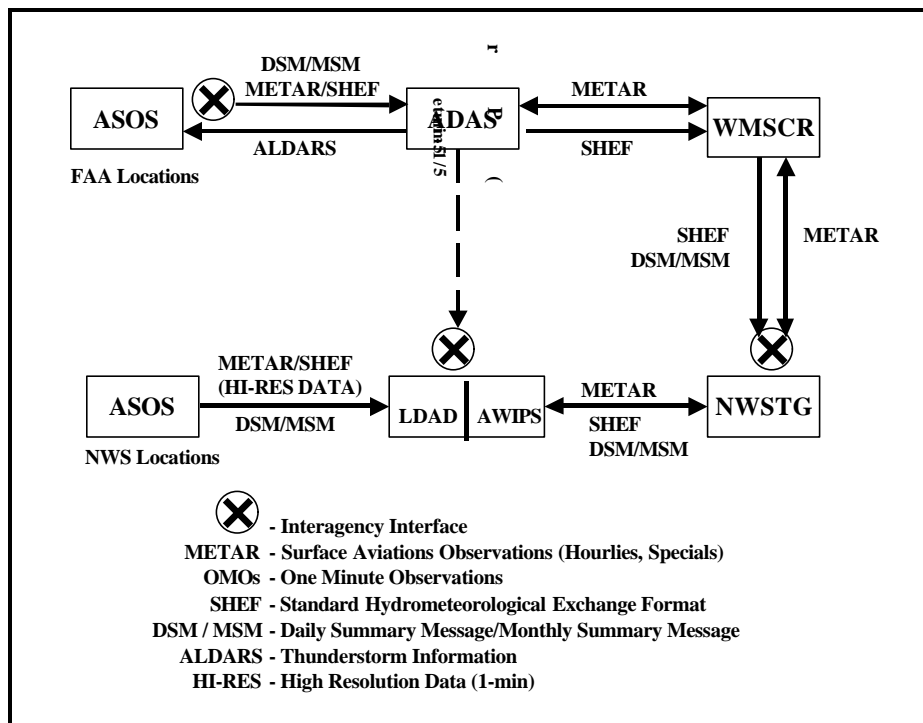 DSM/MSM
METAR/SHEF
ASOS
ADAS
METAR
WMSCR
ALDARS
SHEF
FAA Locations
r
P
(
SHEF
DSM/MSM
METAR
METAR/SHEF
(HI-RES DATA)
ASOS
DSM/MSM
LDAD
AWIPS
METAR
SHEF
DSM/MSM
NWSTG
NWS Locations
- Interagency Interface
METAR - Surface Aviations Observations (Hourlies, Specials)
OMOs - One Minute Observations
SHEF - Standard Hydrometeorological Exchange Format
DSM / MSM - Daily Summary Message/Monthly Summary Message
ALDARS - Thunderstorm Information
HI-RES - High Resolution Data (1-min)